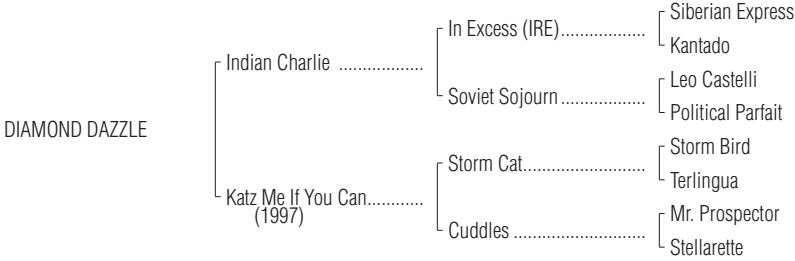 Siberian Express
In Excess (IRE)...................
Kantado
Indian Charlie ..................
Leo Castelli
Soviet Sojourn..................
Political Parfait
DIAMOND DAZZLE
Storm Bird
Storm Cat..........................
Terlingua
Katz Me If You Can............
(1997)
Mr. Prospector
Cuddles ............................
Stellarette